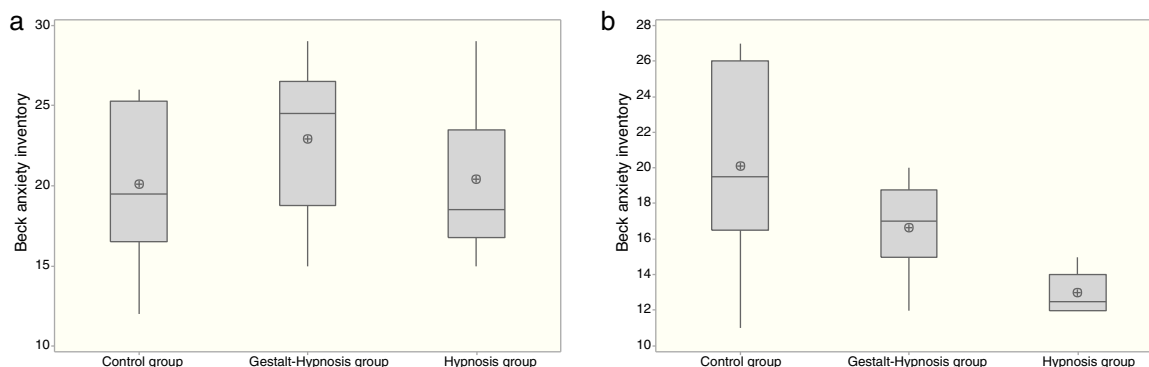 a
30
25
20
15
10
Beck anxiety inventory
Control group
Gestalt-Hypnosis group
Hypnosis group
b
28
26
24
22
20
18
16
14
12
10
Beck anxiety inventory
Control group
Gestalt-Hypnosis group
Hypnosis group